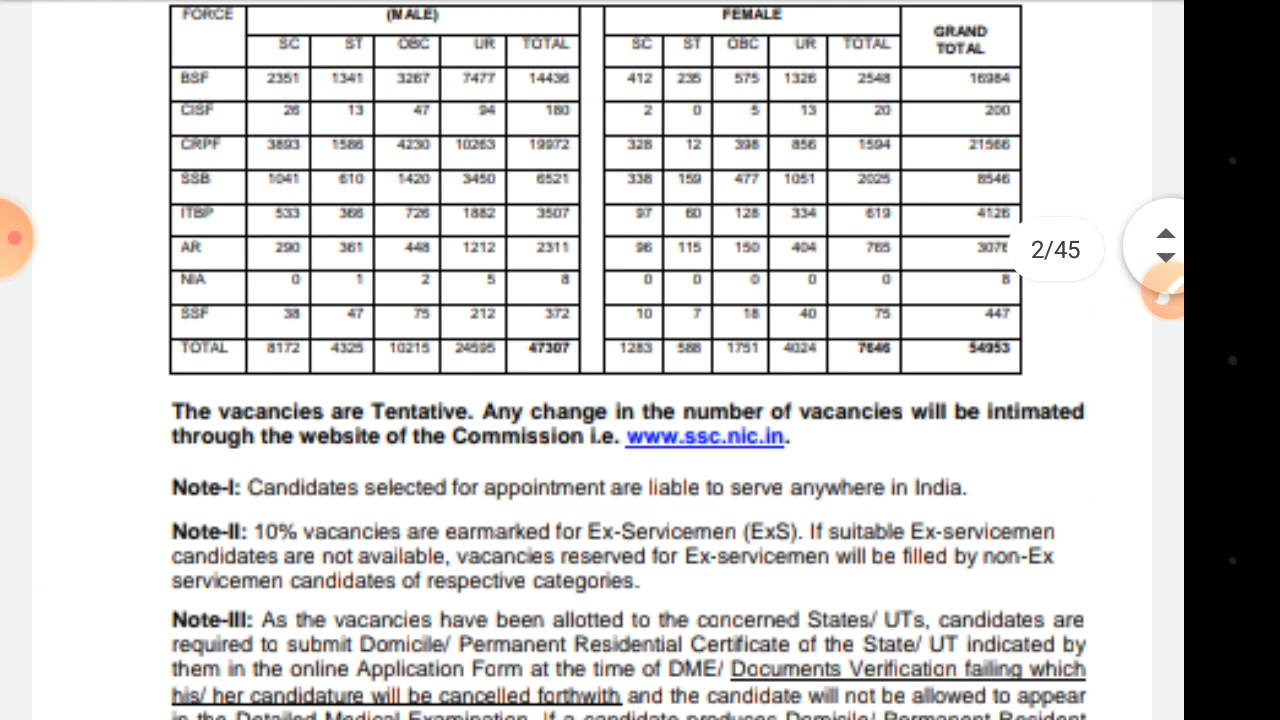 FORCE (MALE) FEMALE GRAND TOTAL
SC ST OBC UR TOTAL SC ST OBC UR TOTAL
BSF 2351 1341 3267 7477 14436 412 235 575 1326 2548 16984
CISF 26 13 47 94 180 2 0 5 13 20 200
CRPF 3893 1586 4230 10263 19972 328 12 398 856 1594 21566
SSB 1041 610 1420 3450 6521 338 159 477 1051 2025 8546
ITBP 533 366 726 1882 3507 97 60 128 334 619 4126
AR 290 361 448 1212 2311 96 115 150 404 765 3076
NIA 0 1 2 5 8 0 0 0 0 0 8
SSF 38 47 75 212 372 10 7 18 40 75 447
TOTAL 8172 4325 10215 24595 47307 1283 588 1751 4024 7646 54953
2/45
The vacancies are Tentative. Any change in the number of vacancies will be intimated
through the website of the Commission i.e. www.ssc.nic.in.
Note-I: Candidates selected for appointment are liable to serve anywhere in India.
Note-II: 10% vacancies are earmarked for Ex-Servicemen (ExS). If suitable Ex-servicemen
candidates are not available, vacancies reserved for Ex-servicemen will be filled by non-Ex
servicemen candidates of respective categories.
Note-III: As the vacancies have been allotted to the concerned States/ UTs, candidates are
required to submit Domicile/ Permanent Residential Certificate of the State/ UT indicated by
them in the online Application Form at the time of DME/ Documents Verification failing which
his/ her candidature will be cancelled forthwith and the candidate will not be allowed to appear
in the Detailed Medical Examination. If a candidate produces Domicile/ Permanent Resident